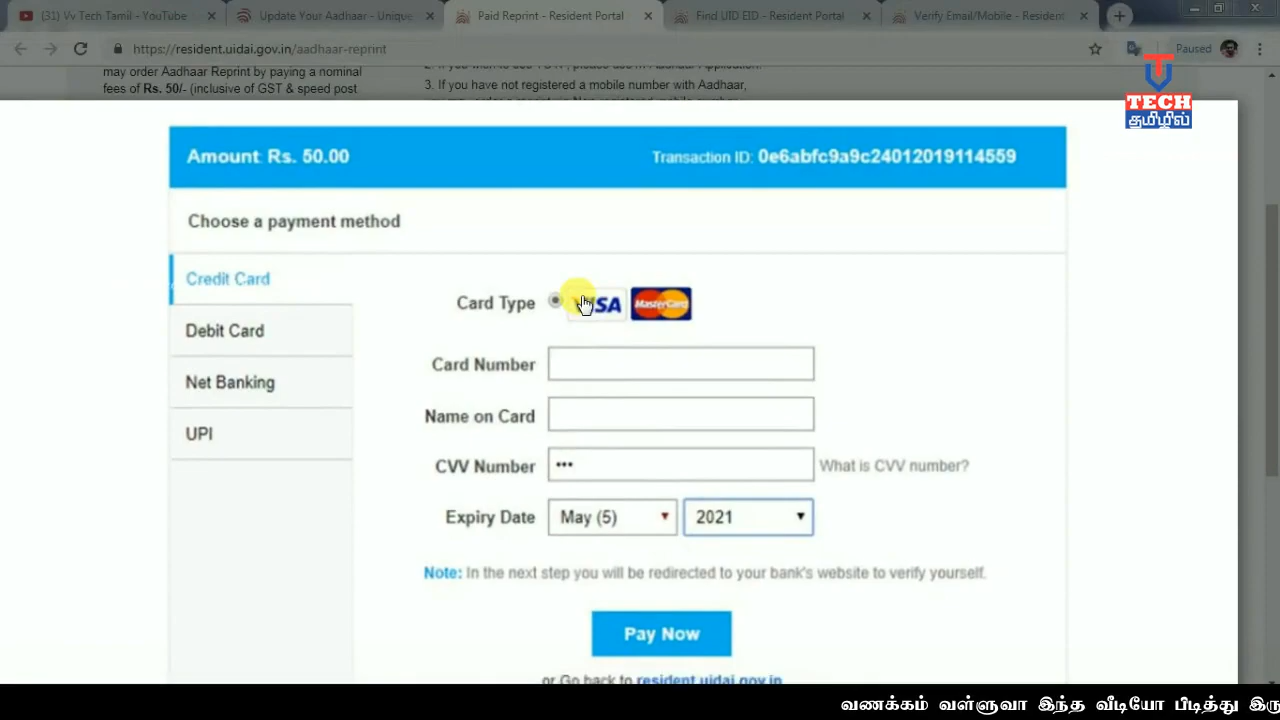 (31) Vv Tech Tamil - YouTube
Update Your Aadhaar - Unique
Paid Reprint - Resident Portal
Find UID EID - Resident Portal
Verify Email/Mobile - Resident
https://resident.uidai.gov.in/aadhaar-reprint
Paused
may order Aadhaar Reprint by paying a nominal
fees of Rs. 50/- (inclusive of GST & speed post
3. If you have not registered a mobile number with Aadhaar,
TECH
தமிழில்
Amount: Rs. 50.00
Transaction ID: 0e6abfc9a9c24012019114559
Choose a payment method
Credit Card
Debit Card
Net Banking
UPI
Card Type
VISA
MasterCard
Card Number
Name on Card
CVV Number
•••
What is CVV number?
Expiry Date
May (5)
2021
Note: In the next step you will be redirected to your bank's website to verify yourself.
Pay Now
or Go back to resident.uidai.gov.in
வணக்கம் வள்ளுவா இந்த வீடியோ பிடித்து இரு